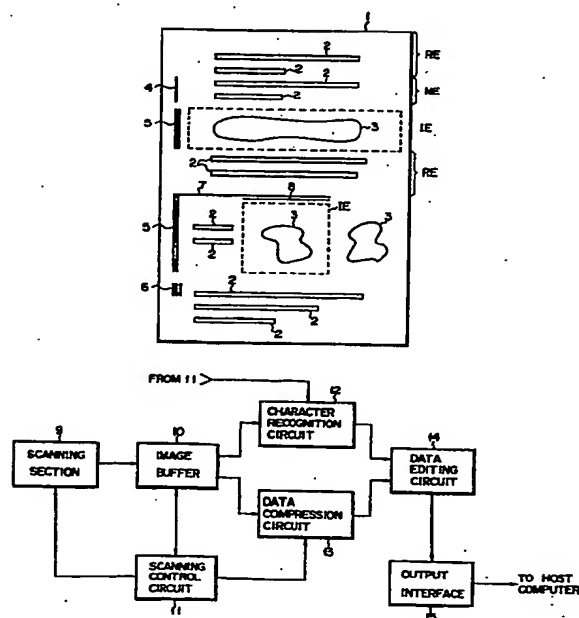 1
2
RE
2
2
4
ME
2
5
3
IE
2
RE
7
8
IE
5
2
3
3
2
6
2
2
2
FROM 11
12
CHARACTER
RECOGNITION
CIRCUIT
9
SCANNING
SECTION
10
IMAGE
BUFFER
14
DATA
EDITING
CIRCUIT
DATA
COMPRESSION
CIRCUIT
13
SCANNING
CONTROL
CIRCUIT
11
OUTPUT
INTERFACE
15
TO HOST
COMPUTER